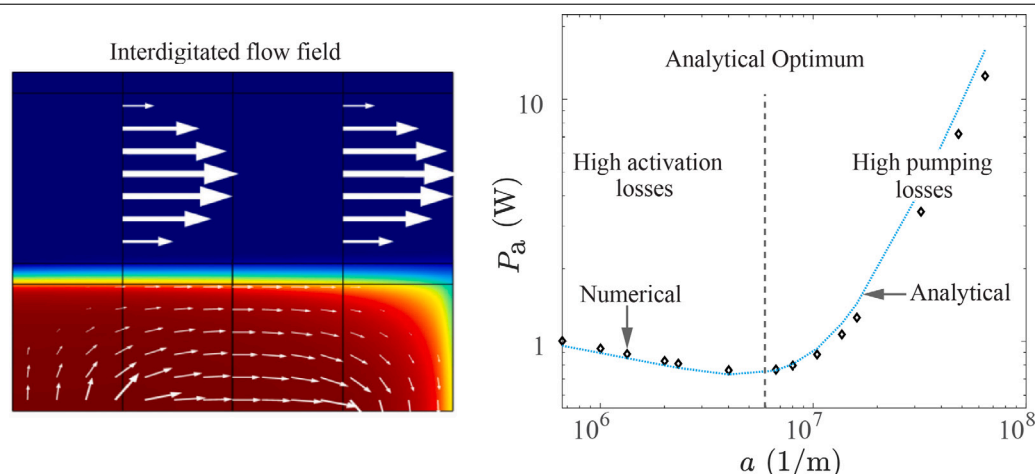 Interdigitated flow field
Analytical Optimum
High activation
losses
High pumping
losses
Numerical
Analytical
10
1
P_a (W)
10^6
10^7
10^8
a (1/m)